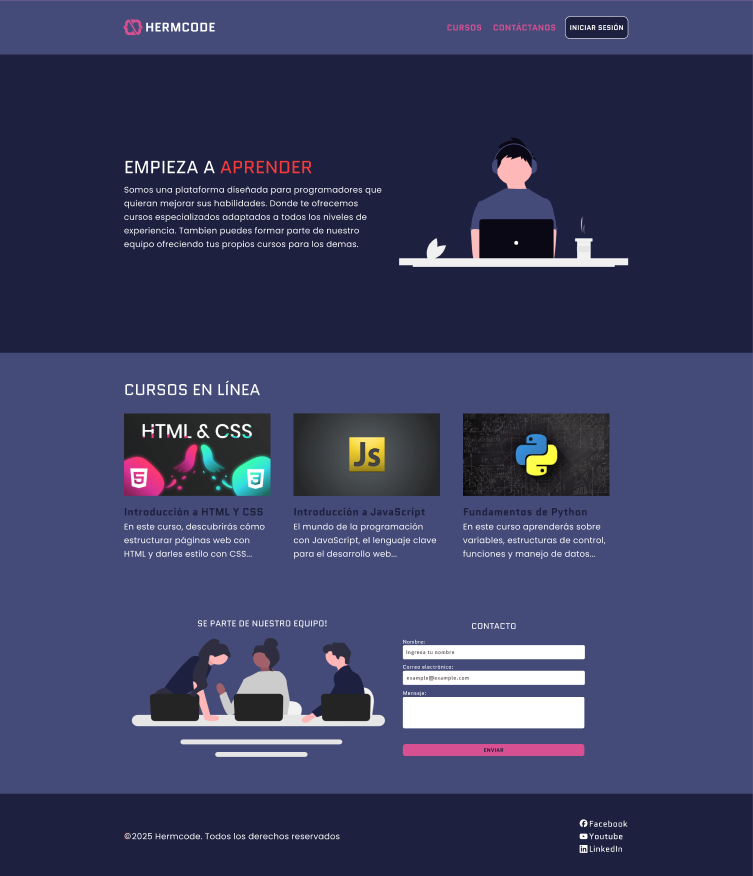 HERMCODE
CURSOS CONTÁCTANOS INICIAR SESIÓN
EMPIEZA A APRENDER
Somos una plataforma diseñada para programadores que
quieran mejorar sus habilidades. Donde te ofrecemos
cursos especializados adaptados a todos los niveles de
experiencia. Tambien puedes formar parte de nuestro
equipo ofreciendo tus propios cursos para los demas.
CURSOS EN LÍNEA
HTML & CSS
5
3
Js
Introducción a HTML Y CSS
En este curso, descubrirás cómo
estructurar páginas web con
HTML y darles estilo con CSS...
Introducción a JavaScript
El mundo de la programación
con JavaScript, el lenguaje clave
para el desarrollo web...
Fundamentos de Python
En este curso aprenderás sobre
variables, estructuras de control,
funciones y manejo de datos...
SE PARTE DE NUESTRO EQUIPO!
CONTACTO
Nombre:
Ingresa tu nombre
Correo electrónico:
example@example.com
Mensaje:
ENVIAR
©2025 Hermcode. Todos los derechos reservados
Facebook
Youtube
LinkedIn